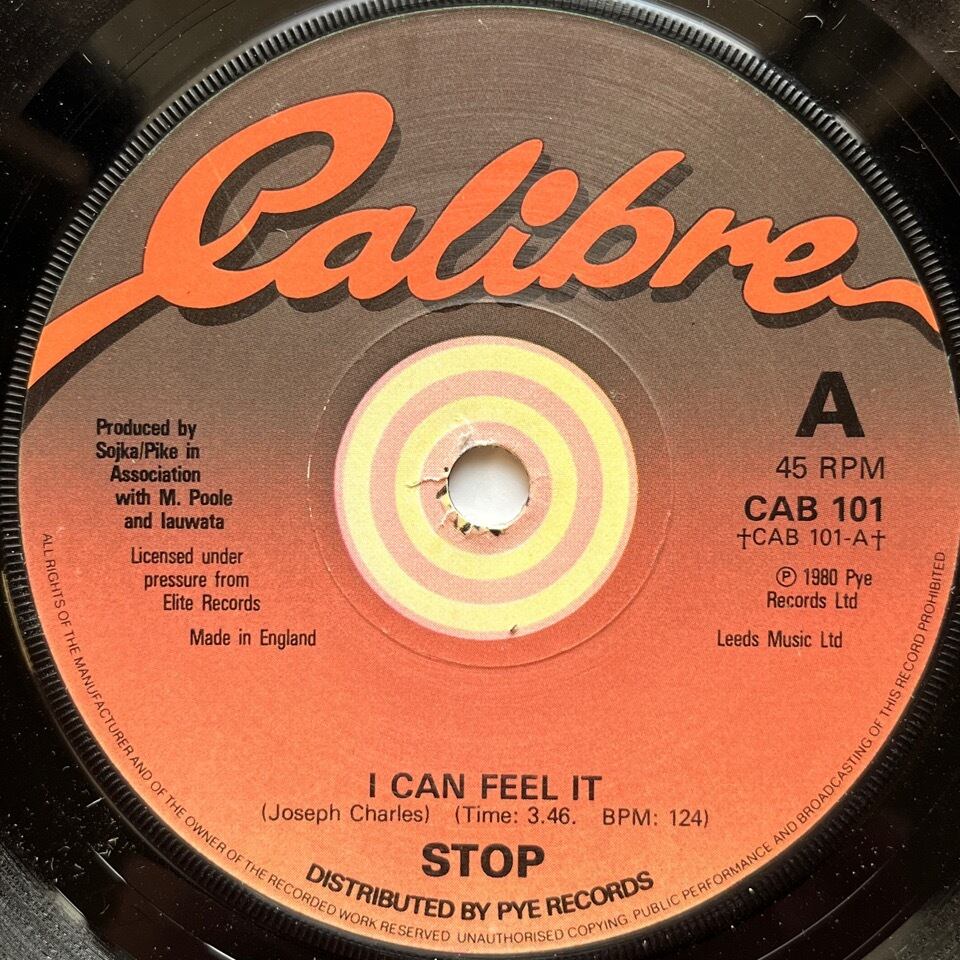 Calibre
Produced by
Sojka/Pike in
Association
with M. Poole
and Iauwata
Licensed under
pressure from
Elite Records
Made in England
A
45 RPM
CAB 101
†CAB 101-A†
℗ 1980 Pye
Records Ltd
Leeds Music Ltd
I CAN FEEL IT
(Joseph Charles) (Time: 3.46. BPM: 124)
STOP
DISTRIBUTED BY PYE RECORDS
ALL RIGHTS OF THE MANUFACTURER AND OF THE OWNER OF THE RECORDED WORK RESERVED UNAUTHORISED COPYING PUBLIC PERFORMANCE AND BROADCASTING OF THIS RECORD PROHIBITED